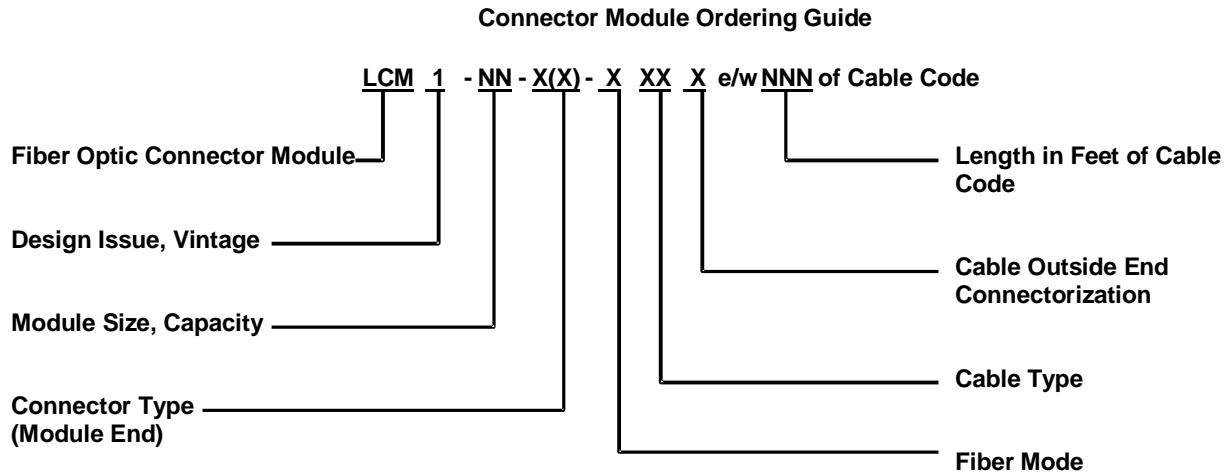 Connector Module Ordering Guide
LCM 1 - NN - X(X) - X XX X e/w NNN of Cable Code
Fiber Optic Connector Module
Length in Feet of Cable
Code
Design Issue, Vintage
Cable Outside End
Connectorization
Module Size, Capacity
Cable Type
Connector Type
(Module End)
Fiber Mode